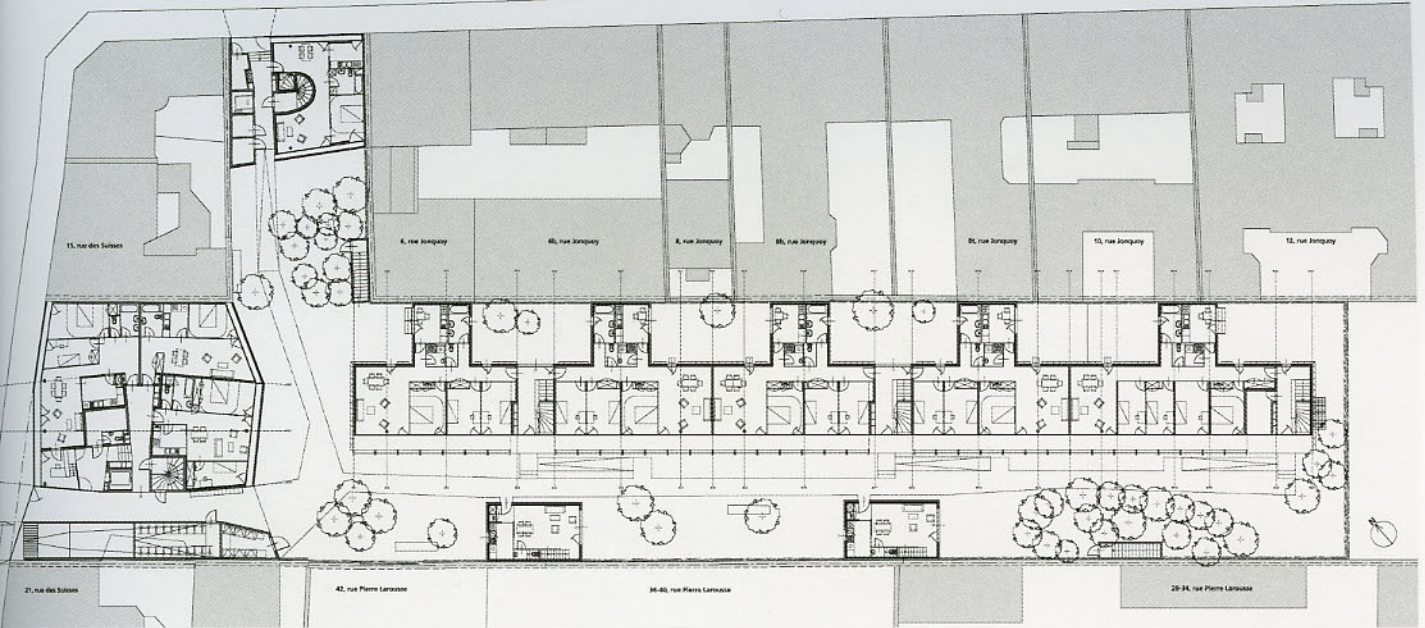 15, rue des Suisses
6, rue Jonquoy
6b, rue Jonquoy
8, rue Jonquoy
8b, rue Jonquoy
8t, rue Jonquoy
10, rue Jonquoy
12, rue Jonquoy
21, rue des Suisses
42, rue Pierre Larousse
36-40, rue Pierre Larousse
28-34, rue Pierre Larousse